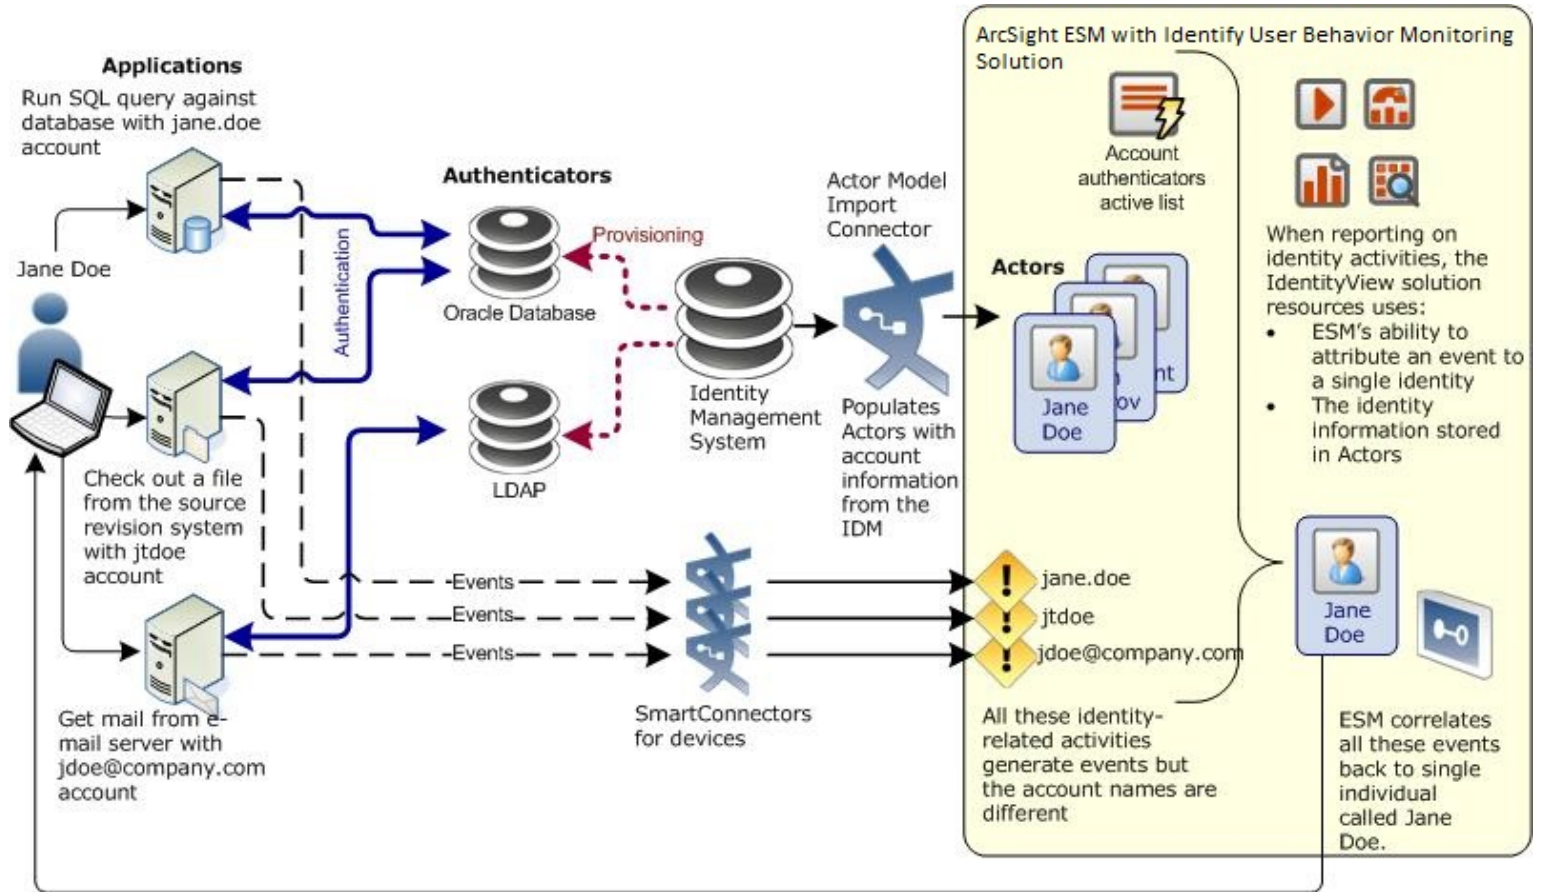 ArcSight ESM with Identify User Behavior Monitoring
Solution
Applications
Run SQL query against
database with jane.doe
account
Jane Doe
Authentication
Check out a file
from the source
revision system
with jtdoe
account
Get mail from e-
mail server with
jdoe@company.com
account
Authenticators
Oracle Database
LDAP
Provisioning
Identity
Management
System
Actor Model
Import
Connector
Populates
Actors with
account
information
from the
IDM
Events
Events
Events
SmartConnectors
for devices
Account
authenticators
active list
Actors
Jane
Doe
ov
nt
jane.doe
jtdoe
jdoe@company.com
All these identity-
related activities
generate events but
the account names are
different
When reporting on
identity activities, the
IdentityView solution
resources uses:
• ESM's ability to
attribute an event to
a single identity
• The identity
information stored
in Actors
Jane
Doe
ESM correlates
all these events
back to single
individual
called Jane
Doe.